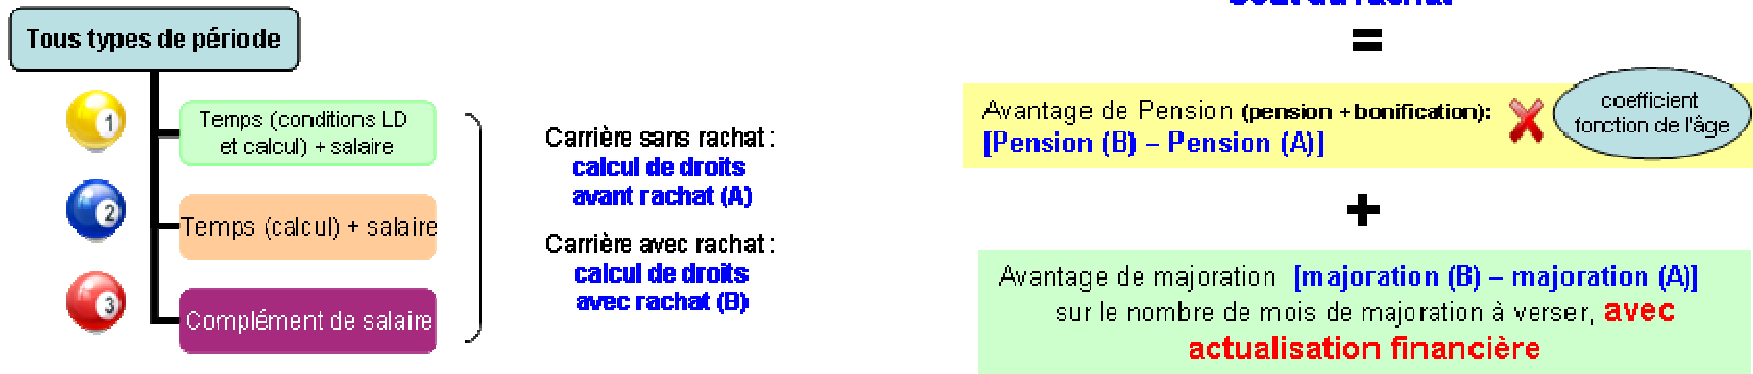 Tous types de période
1
Temps (conditions LD
et calcul) + salaire
2
Temps (calcul) + salaire
3
Complément de salaire
Carrière sans rachat :
calcul de droits
avant rachat (A)
Carrière avec rachat :
calcul de droits
avec rachat (B)
=
Avantage de Pension (pension + bonification):
[Pension (B) – Pension (A)]
coefficient
fonction de l'âge
+
Avantage de majoration [majoration (B) – majoration (A)]
sur le nombre de mois de majoration à verser, avec
actualisation financière